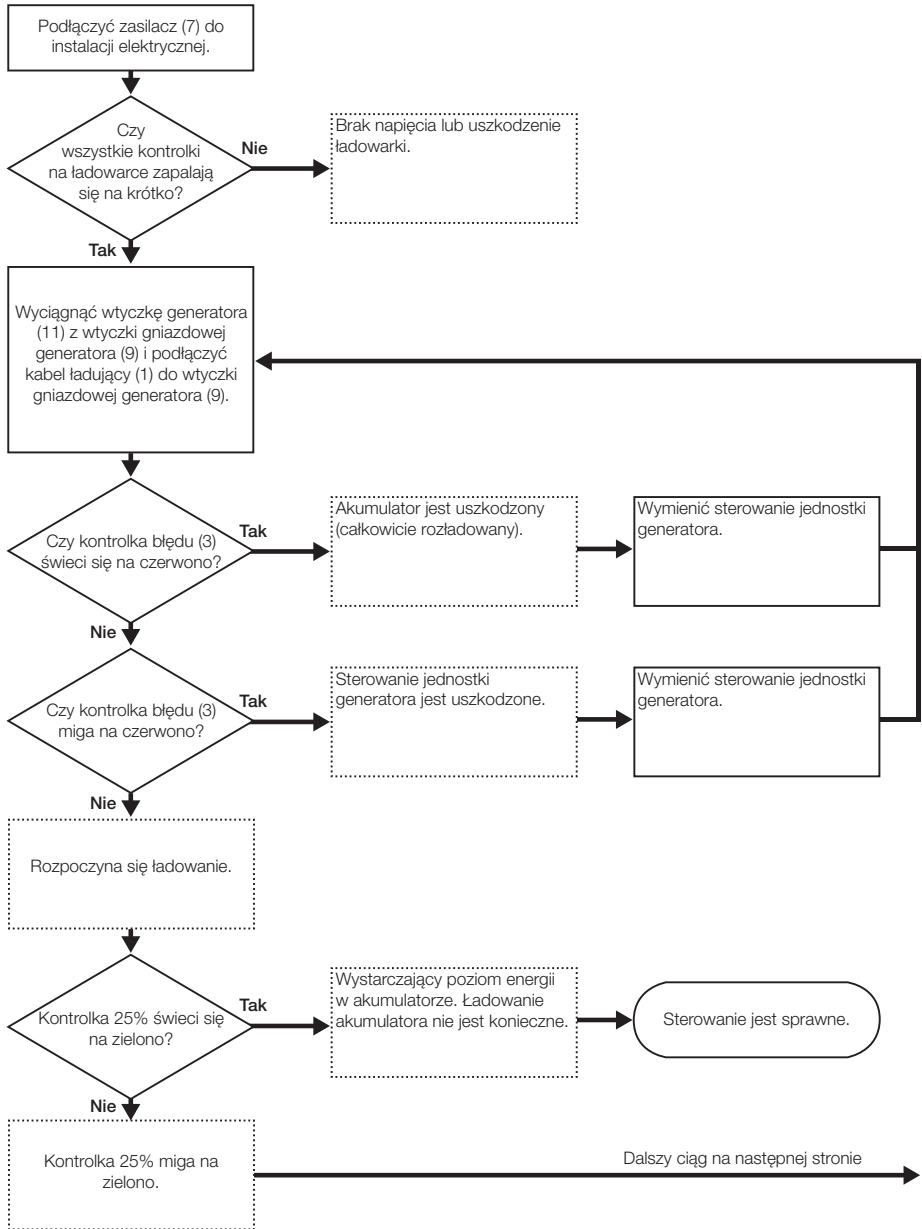 Podłączyć zasilacz (7) do
instalacji elektrycznej.
Czy
wszystkie kontrolki
na ładowarce zapalają
się na krótko?
Nie
Brak napięcia lub uszkodzenie
ładowarki.
Tak
Wyciągnąć wtyczkę generatora
(11) z wtyczki gniazdowej
generatora (9) i podłączyć
kabel ładujący (1) do wtyczki
gniazdowej generatora (9).
Czy kontrolka błędu (3)
świeci się na czerwono?
Tak
Akumulator jest uszkodzony
(całkowicie rozładowany).
Wymienić sterowanie jednostki
generatora.
Nie
Czy kontrolka błędu (3)
miga na czerwono?
Tak
Sterowanie jednostki
generatora jest uszkodzone.
Wymienić sterowanie jednostki
generatora.
Nie
Rozpoczyna się ładowanie.
Kontrolka 25% świeci się
na zielono?
Tak
Wystarczający poziom energii
w akumulatorze. Ładowanie
akumulatora nie jest konieczne.
Sterowanie jest sprawne.
Nie
Kontrolka 25% miga na
zielono.
Dalszy ciąg na następnej stronie